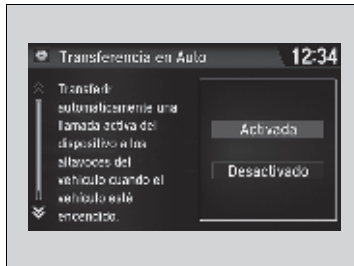 Transferencia en Auto 12:34
Transferir
automáticamente una
llamada activa del
dispositivo a los
altavoces del
vehículo cuando el
vehículo esté
encendido.
Activada
Desactivado